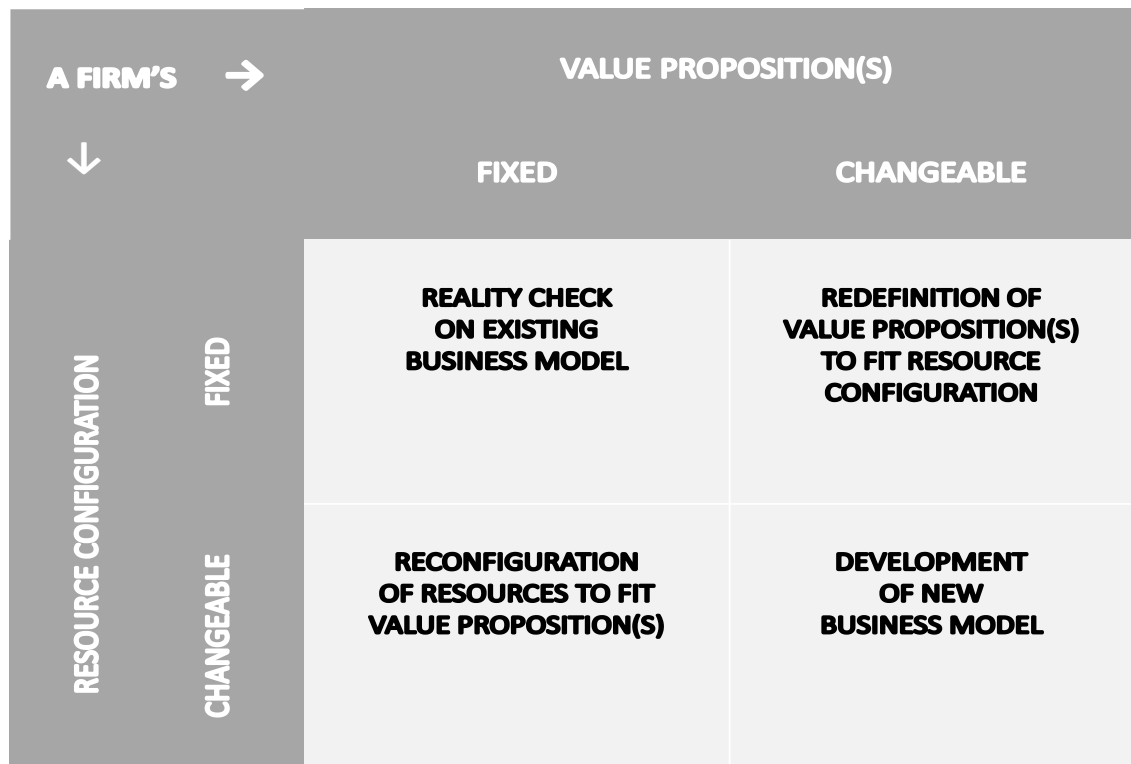 A FIRM'S →
VALUE PROPOSITION(S)
↓
FIXED
CHANGEABLE
RESOURCE CONFIGURATION
FIXED
REALITY CHECK
ON EXISTING
BUSINESS MODEL
REDEFINITION OF
VALUE PROPOSITION(S)
TO FIT RESOURCE
CONFIGURATION
CHANGEABLE
RECONFIGURATION
OF RESOURCES TO FIT
VALUE PROPOSITION(S)
DEVELOPMENT
OF NEW
BUSINESS MODEL